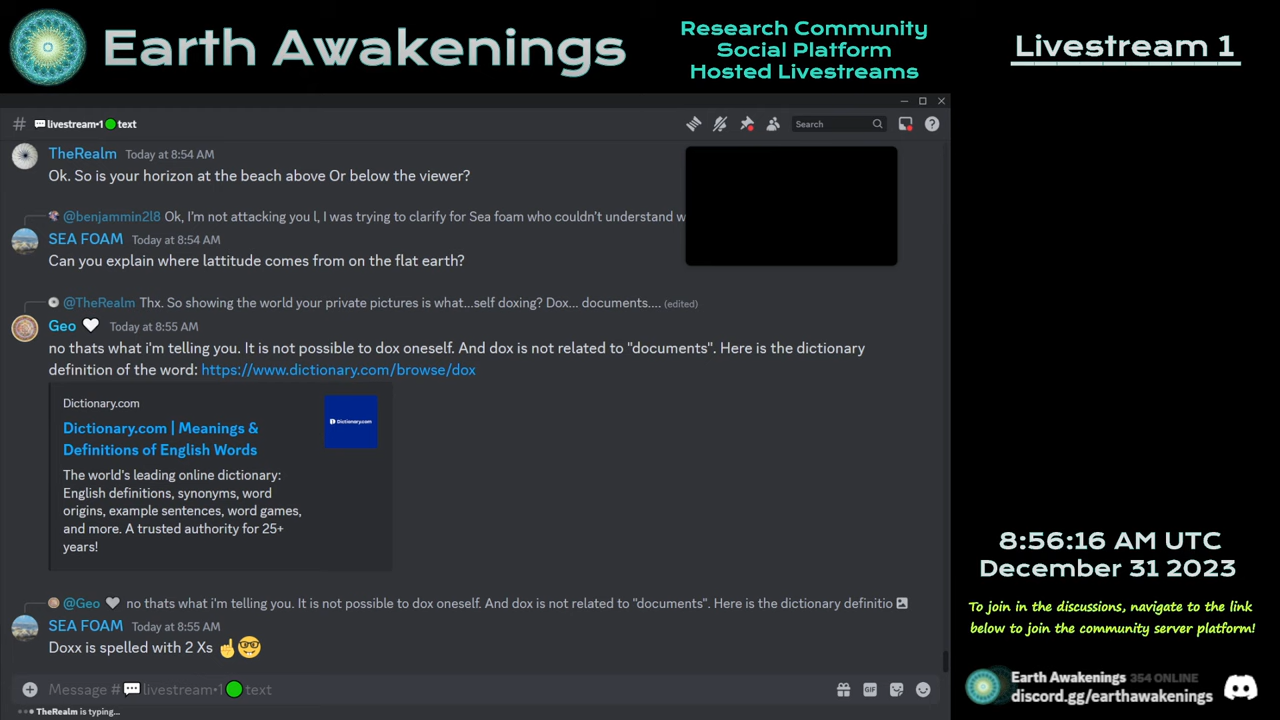 Earth Awakenings
Research Community
Social Platform
Hosted Livestreams
Livestream 1
# livestream•1 text
Search
TheRealm Today at 8:54 AM
Ok. So is your horizon at the beach above Or below the viewer?
@benjammin2l8 Ok, I'm not attacking you l, I was trying to clarify for Sea foam who couldn't understand w
SEA FOAM Today at 8:54 AM
Can you explain where lattitude comes from on the flat earth?
@TheRealm Thx. So showing the world your private pictures is what...self doxing? Dox... documents.... (edited)
Geo 🤍 Today at 8:55 AM
no thats what i'm telling you. It is not possible to dox oneself. And dox is not related to "documents". Here is the dictionary
definition of the word: https://www.dictionary.com/browse/dox
Dictionary.com
Dictionary.com | Meanings &
Definitions of English Words
Dictionary.com
The world's leading online dictionary:
English definitions, synonyms, word
origins, example sentences, word games,
and more. A trusted authority for 25+
years!
@Geo 🤍 no thats what i'm telling you. It is not possible to dox oneself. And dox is not related to "documents". Here is the dictionary definitio
SEA FOAM Today at 8:55 AM
Doxx is spelled with 2 Xs ☝️🤓
Message # livestream•1 text
GIF
TheRealm is typing...
8:56:16 AM UTC
December 31 2023
To join in the discussions, navigate to the link
below to join the community server platform!
Earth Awakenings 354 ONLINE
discord.gg/earthawakenings